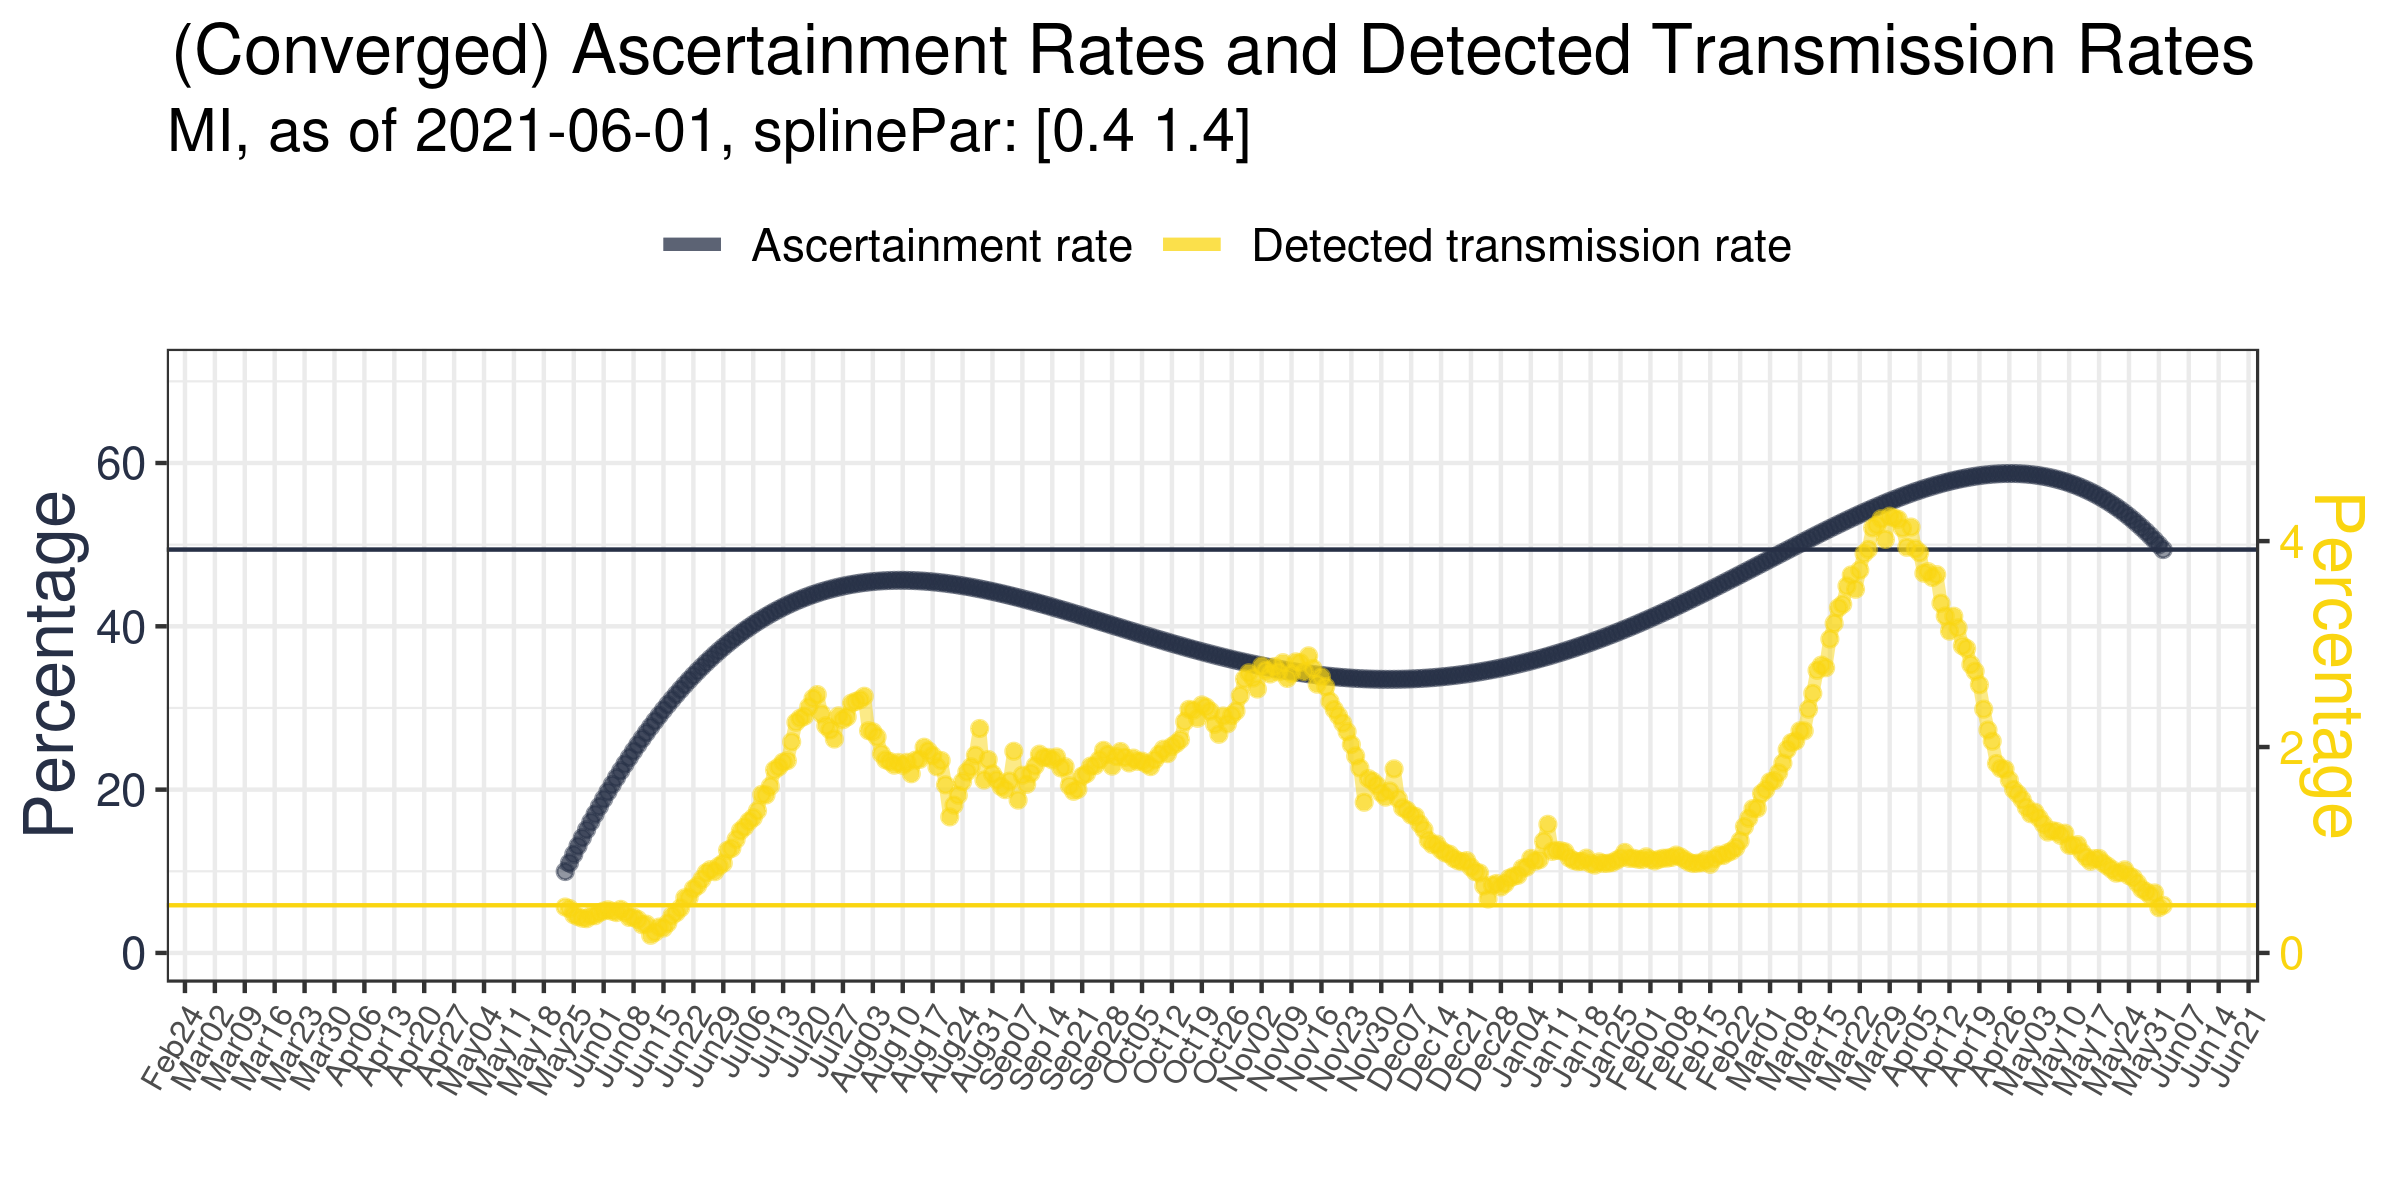 (Converged) Ascertainment Rates and Detected Transmission Rates
MI, as of 2021-06-01, splinePar: [0.4 1.4]
Ascertainment rate Detected transmission rate
Percentage
60
40
20
0
4
2
0
Percentage
Feb24 Mar02 Mar09 Mar16 Mar23 Mar30 Apr06 Apr13 Apr20 Apr27 May04 May11 May18 May25 Jun01 Jun08 Jun15 Jun22 Jun29 Jul06 Jul13 Jul20 Jul27 Aug03 Aug10 Aug17 Aug24 Aug31 Sep07 Sep14 Sep21 Sep28 Oct05 Oct12 Oct19 Oct26 Nov02 Nov09 Nov16 Nov23 Nov30 Dec07 Dec14 Dec21 Dec28 Jan04 Jan11 Jan18 Jan25 Feb01 Feb08 Feb15 Feb22 Mar01 Mar08 Mar15 Mar22 Mar29 Apr05 Apr12 Apr19 Apr26 May03 May10 May17 May24 May31 Jun07 Jun14 Jun21